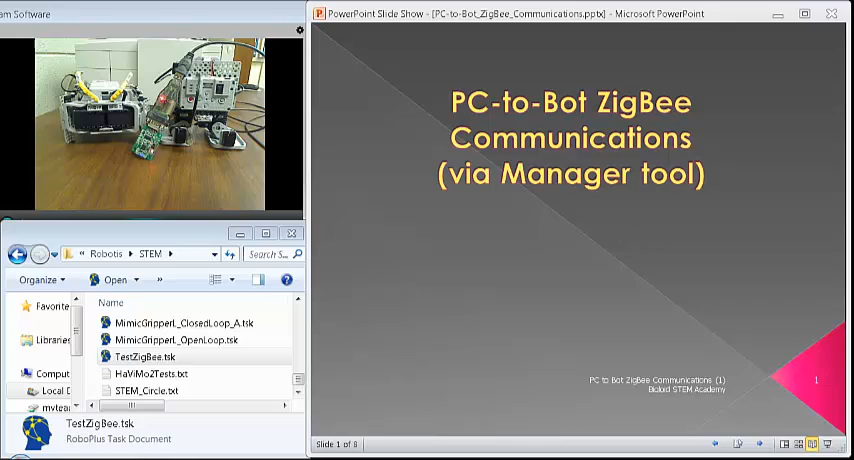 am Software
PowerPoint Slide Show - [PC-to-Bot_ZigBee_Communications.pptx] - Microsoft PowerPoint
PC-to-Bot ZigBee
Communications
(via Manager tool)
« Robotis ▸ STEM ▸
Search S...
Organize
Open
»
Name
Favorite
MimicGripperL_ClosedLoop_A.tsk
Libraries
MimicGripperL_OpenLoop.tsk
TestZigBee.tsk
Comput
HaViMo2Tests.txt
Local D
STEM_Circle.txt
myteam
TestZigBee.tsk
RoboPlus Task Document
PC to Bot ZigBee Communications (1)
Bioloid STEM Academy
1
Slide 1 of 8